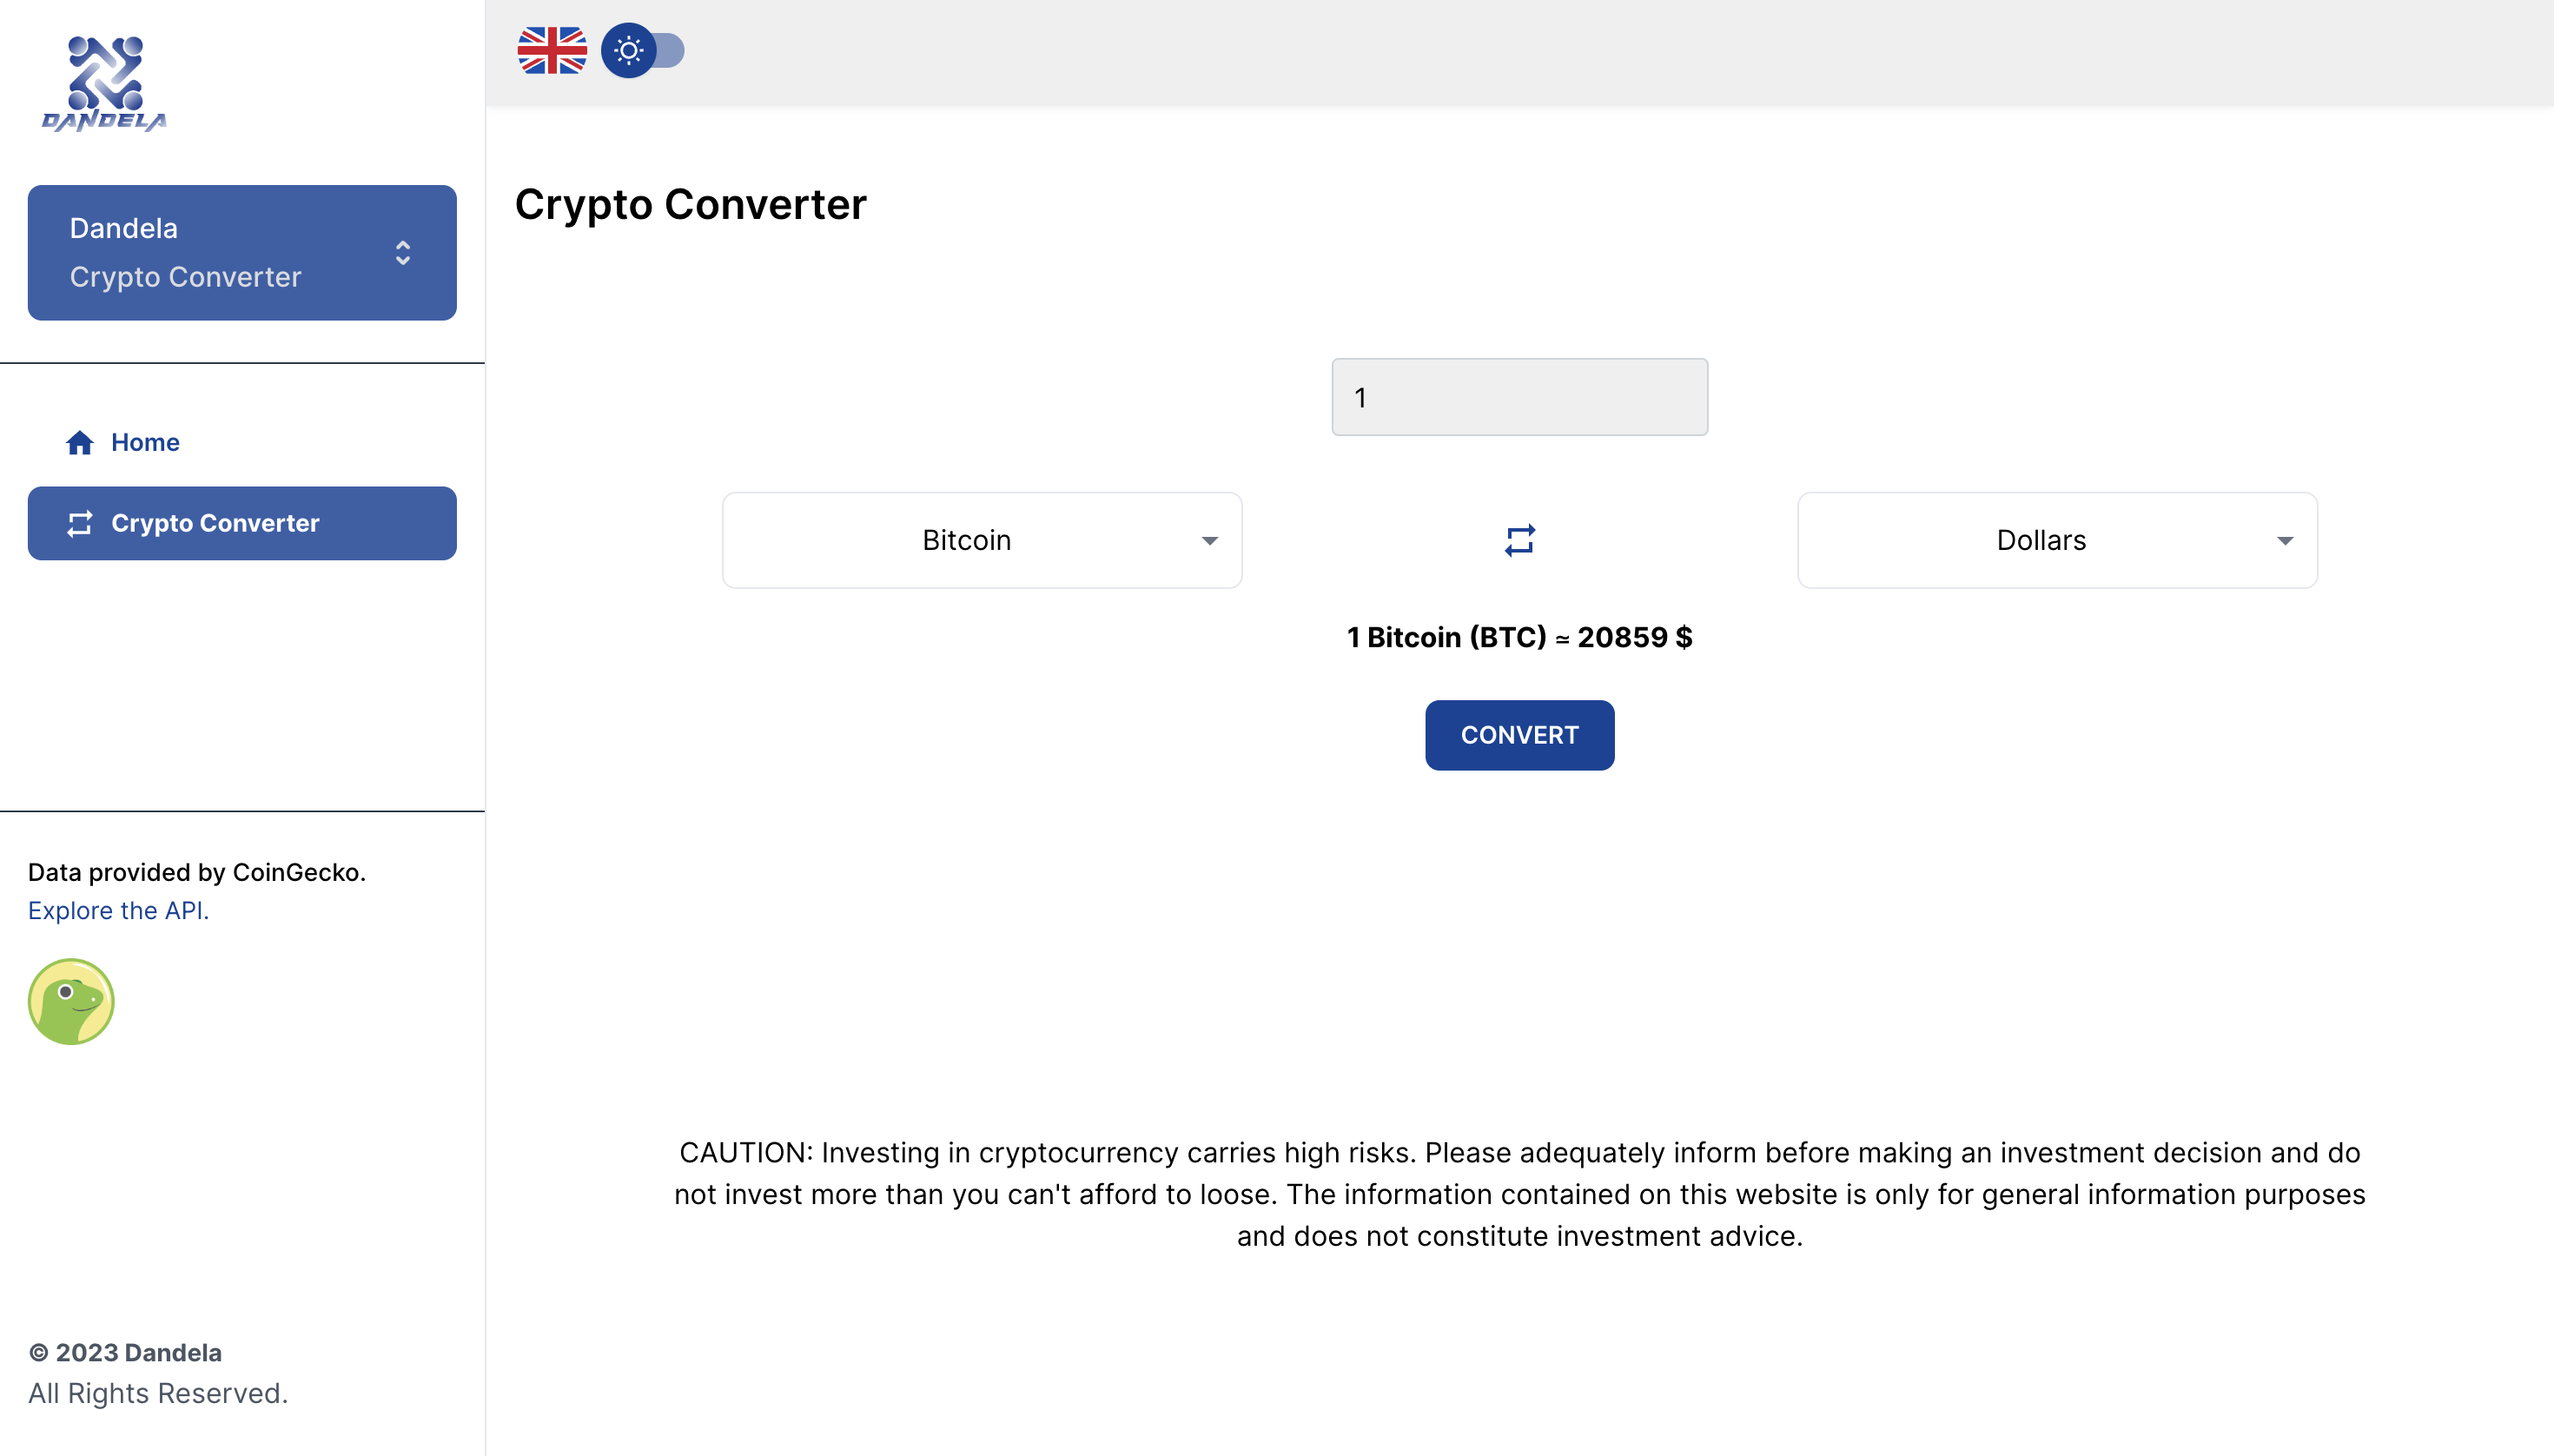 DANDELA
Dandela
Crypto Converter
Home
Crypto Converter
Data provided by CoinGecko.
Explore the API.
© 2023 Dandela
All Rights Reserved.
Crypto Converter
1
Bitcoin
Dollars
1 Bitcoin (BTC) ≃ 20859 $
CONVERT
CAUTION: Investing in cryptocurrency carries high risks. Please adequately inform before making an investment decision and do
not invest more than you can't afford to loose. The information contained on this website is only for general information purposes
and does not constitute investment advice.